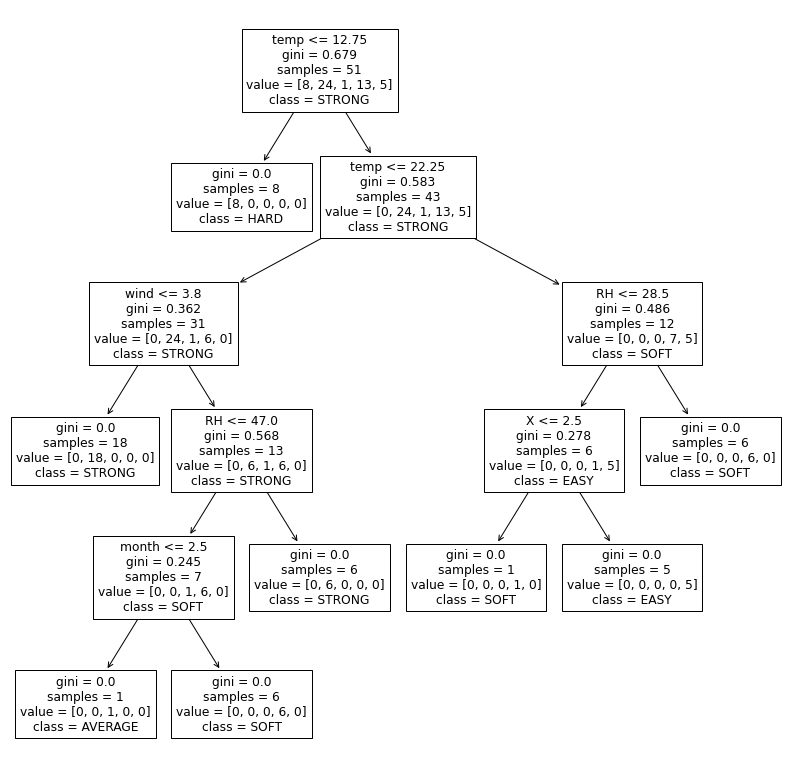 temp <= 12.75
gini = 0.679
samples = 51
value = [8, 24, 1, 13, 5]
class = STRONG
gini = 0.0
samples = 8
value = [8, 0, 0, 0, 0]
class = HARD
temp <= 22.25
gini = 0.583
samples = 43
value = [0, 24, 1, 13, 5]
class = STRONG
wind <= 3.8
gini = 0.362
samples = 31
value = [0, 24, 1, 6, 0]
class = STRONG
RH <= 28.5
gini = 0.486
samples = 12
value = [0, 0, 0, 7, 5]
class = SOFT
gini = 0.0
samples = 18
value = [0, 18, 0, 0, 0]
class = STRONG
RH <= 47.0
gini = 0.568
samples = 13
value = [0, 6, 1, 6, 0]
class = STRONG
X <= 2.5
gini = 0.278
samples = 6
value = [0, 0, 0, 1, 5]
class = EASY
gini = 0.0
samples = 6
value = [0, 0, 0, 6, 0]
class = SOFT
month <= 2.5
gini = 0.245
samples = 7
value = [0, 0, 1, 6, 0]
class = SOFT
gini = 0.0
samples = 6
value = [0, 6, 0, 0, 0]
class = STRONG
gini = 0.0
samples = 1
value = [0, 0, 0, 1, 0]
class = SOFT
gini = 0.0
samples = 5
value = [0, 0, 0, 0, 5]
class = EASY
gini = 0.0
samples = 1
value = [0, 0, 1, 0, 0]
class = AVERAGE
gini = 0.0
samples = 6
value = [0, 0, 0, 6, 0]
class = SOFT